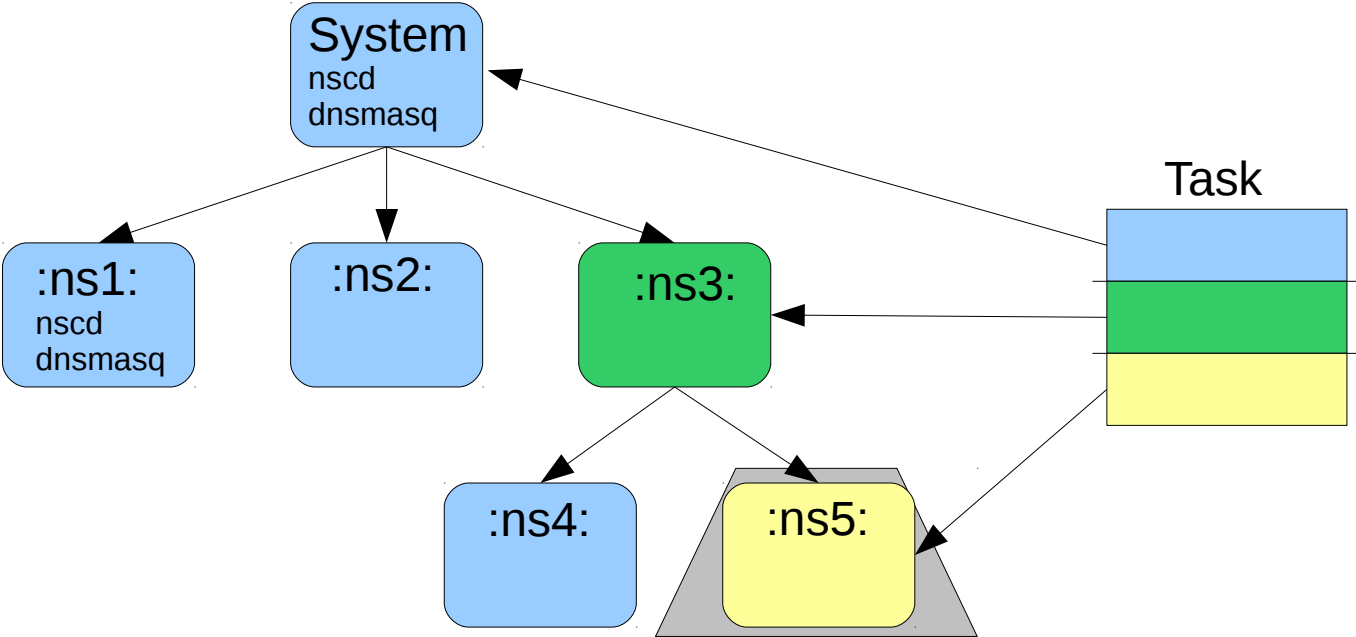 System
nscd
dnsmasq
Task
:ns1:
nscd
dnsmasq
:ns2:
:ns3:
:ns4:
:ns5: